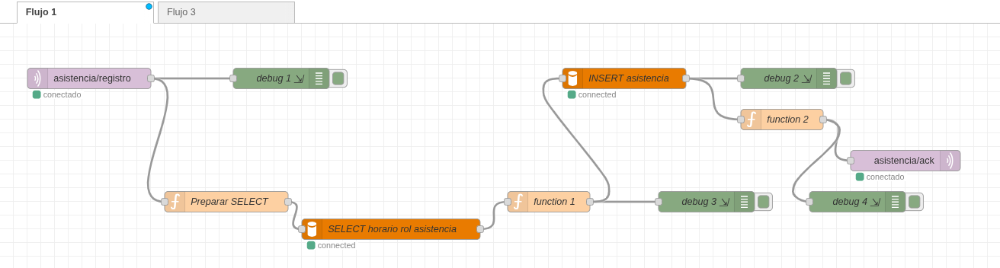 Flujo 1
Flujo 3
asistencia/registro
conectado
debug 1
INSERT asistencia
connected
debug 2
function 2
asistencia/ack
conectado
Preparar SELECT
function 1
debug 3
debug 4
SELECT horario rol asistencia
connected